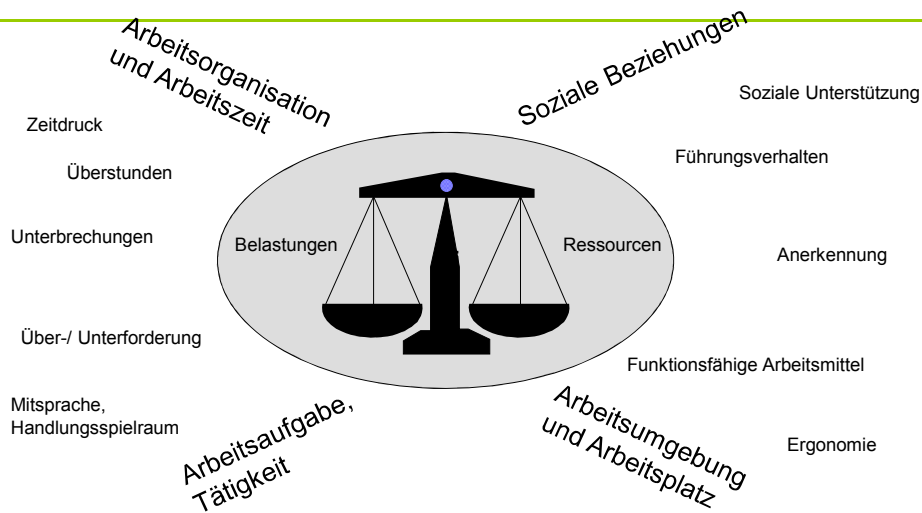 Arbeitsorganisation
und Arbeitszeit
Soziale Beziehungen
Soziale Unterstützung
Zeitdruck
Führungsverhalten
Überstunden
Unterbrechungen
Belastungen
Ressourcen
Anerkennung
Über-/ Unterforderung
Funktionsfähige Arbeitsmittel
Mitsprache,
Handlungsspielraum
Arbeitsaufgabe,
Tätigkeit
Arbeitsumgebung
und Arbeitsplatz
Ergonomie